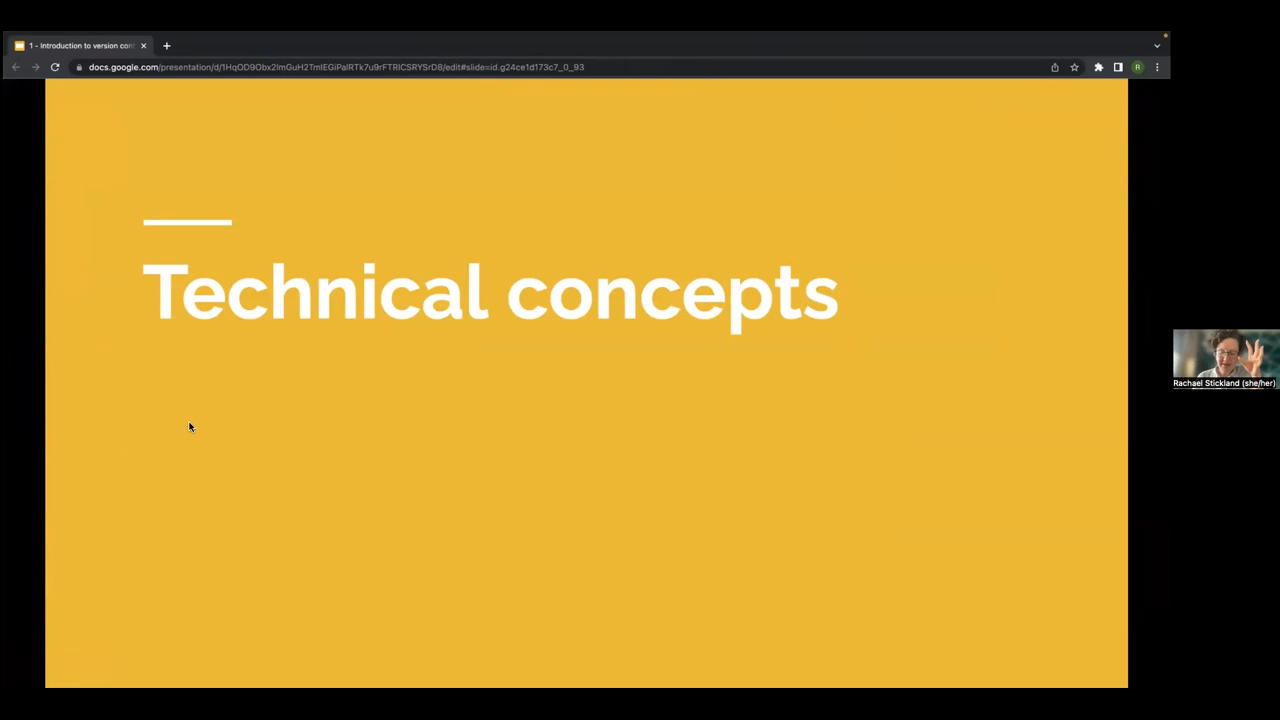 1 - Introduction to version con
docs.google.com/presentation/d/1HqOD9Obx2lmGuH2TmIEGiPalRTk7u9rFTRlCSRYSrD8/edit#slide=id.g24ce1d173c7_0_93
R
Technical concepts
Rachael Stickland (she/her)